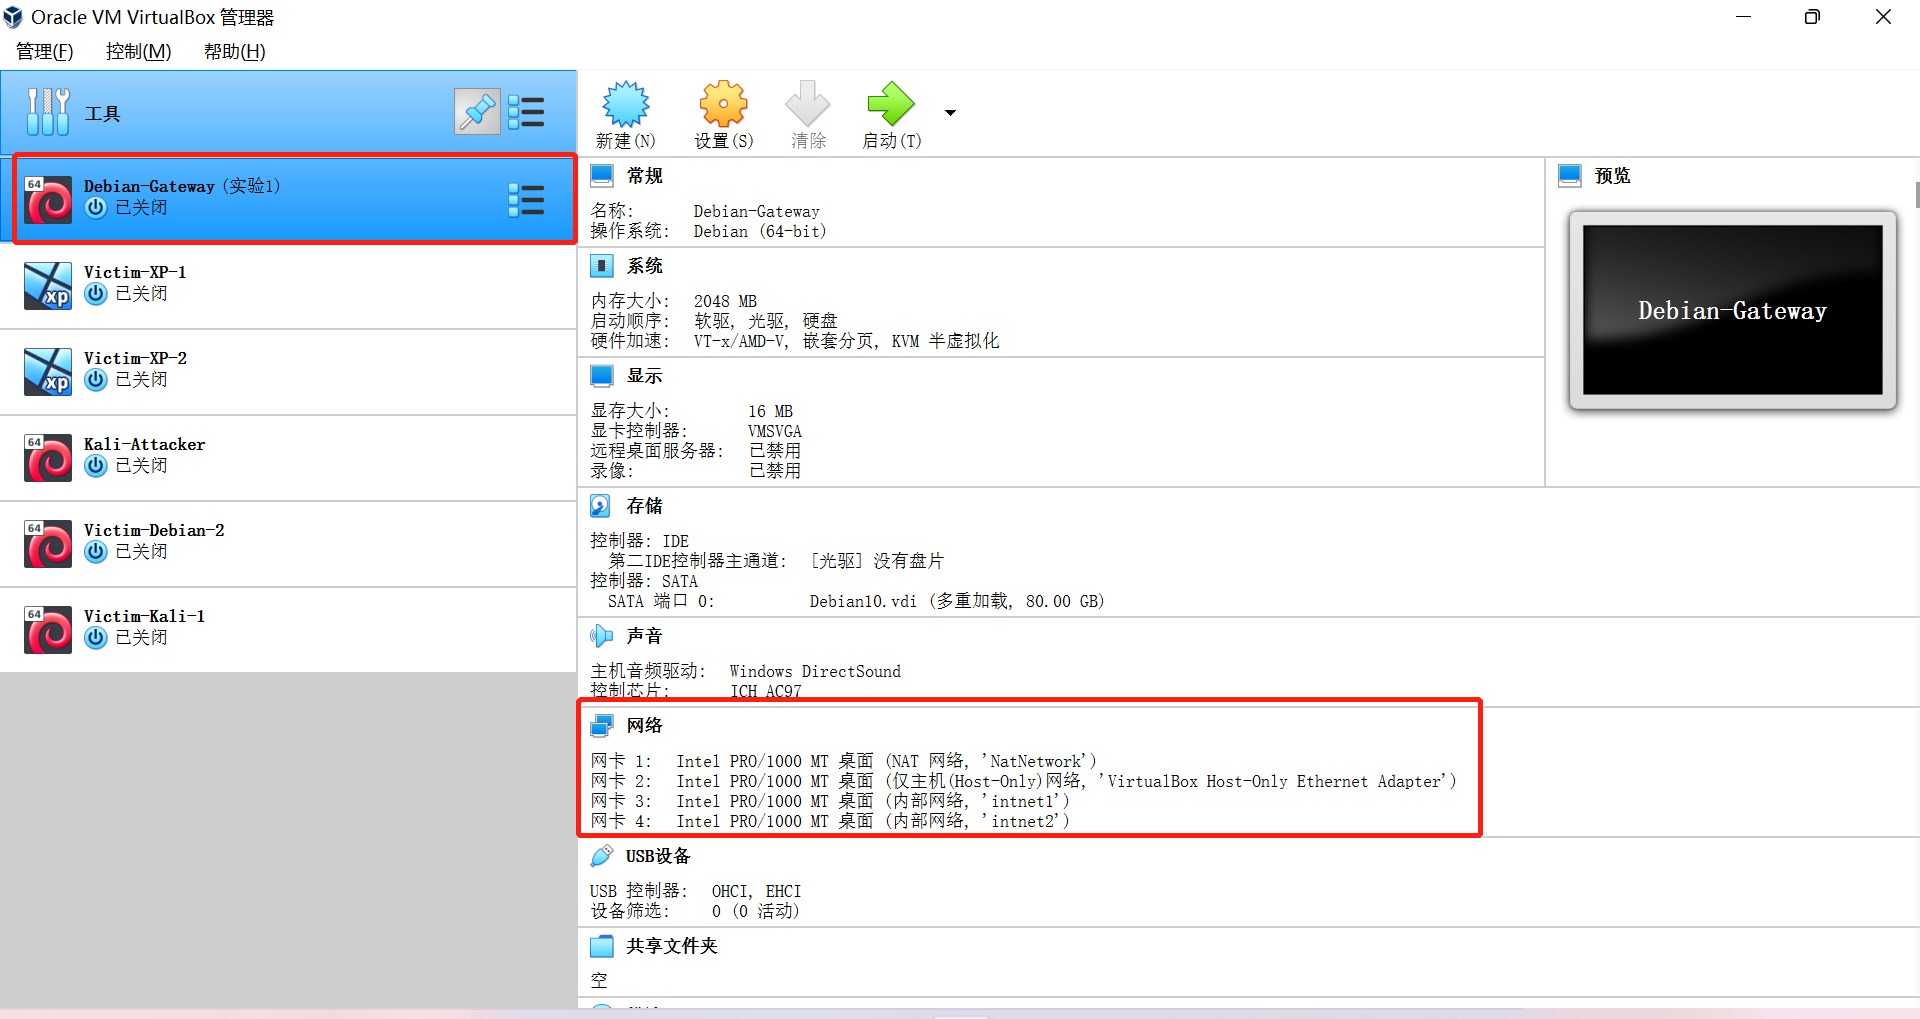 Oracle VM VirtualBox 管理器
管理(F) 控制(M) 帮助(H)
工具
新建(N) 设置(S) 清除 启动(T)
64 Debian-Gateway (实验1)
已关闭
Victim-XP-1
xp 已关闭
Victim-XP-2
xp 已关闭
64 Kali-Attacker
已关闭
64 Victim-Debian-2
已关闭
64 Victim-Kali-1
已关闭
常规
名称: Debian-Gateway
操作系统: Debian (64-bit)
系统
内存大小: 2048 MB
启动顺序: 软驱, 光驱, 硬盘
硬件加速: VT-x/AMD-V, 嵌套分页, KVM 半虚拟化
显示
显存大小: 16 MB
显卡控制器: VMSVGA
远程桌面服务器: 已禁用
录像: 已禁用
存储
控制器: IDE
第二IDE控制器主通道: [光驱] 没有盘片
控制器: SATA
SATA 端口 0: Debian10.vdi (多重加载, 80.00 GB)
声音
主机音频驱动: Windows DirectSound
控制芯片: ICH AC97
网络
网卡 1: Intel PRO/1000 MT 桌面 (NAT 网络, 'NatNetwork')
网卡 2: Intel PRO/1000 MT 桌面 (仅主机(Host-Only)网络, 'VirtualBox Host-Only Ethernet Adapter')
网卡 3: Intel PRO/1000 MT 桌面 (内部网络, 'intnet1')
网卡 4: Intel PRO/1000 MT 桌面 (内部网络, 'intnet2')
USB设备
USB 控制器: OHCI, EHCI
设备筛选: 0 (0 活动)
共享文件夹
空
预览
Debian-Gateway